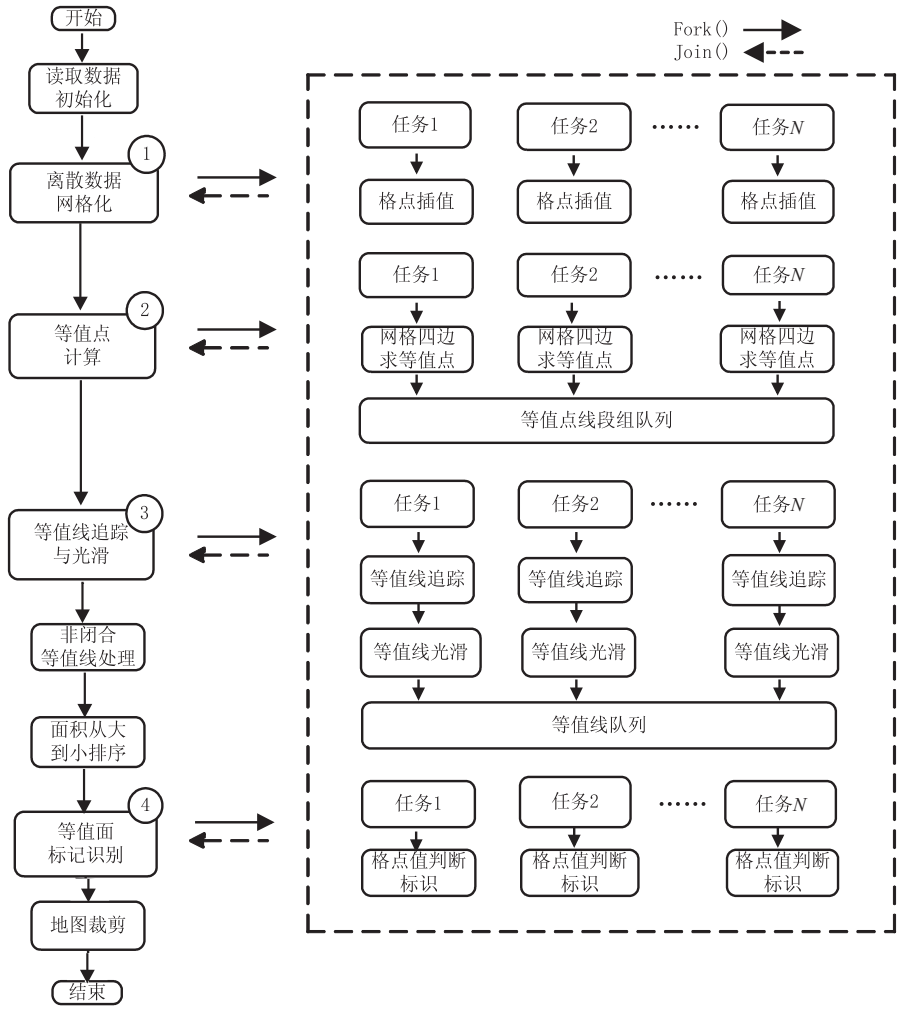 开始
读取数据
初始化
1
离散数据
网格化
2
等值点
计算
3
等值线追踪
与光滑
非闭合
等值线处理
面积从大
到小排序
4
等值面
标记识别
地图裁剪
结束
Fork()
Join()
任务1
任务2
······
任务N
格点插值
格点插值
格点插值
任务1
任务2
······
任务N
网格四边
求等值点
网格四边
求等值点
网格四边
求等值点
等值点线段组队列
任务1
任务2
······
任务N
等值线追踪
等值线追踪
等值线追踪
等值线光滑
等值线光滑
等值线光滑
等值线队列
任务1
任务2
······
任务N
格点值判断
标识
格点值判断
标识
格点值判断
标识